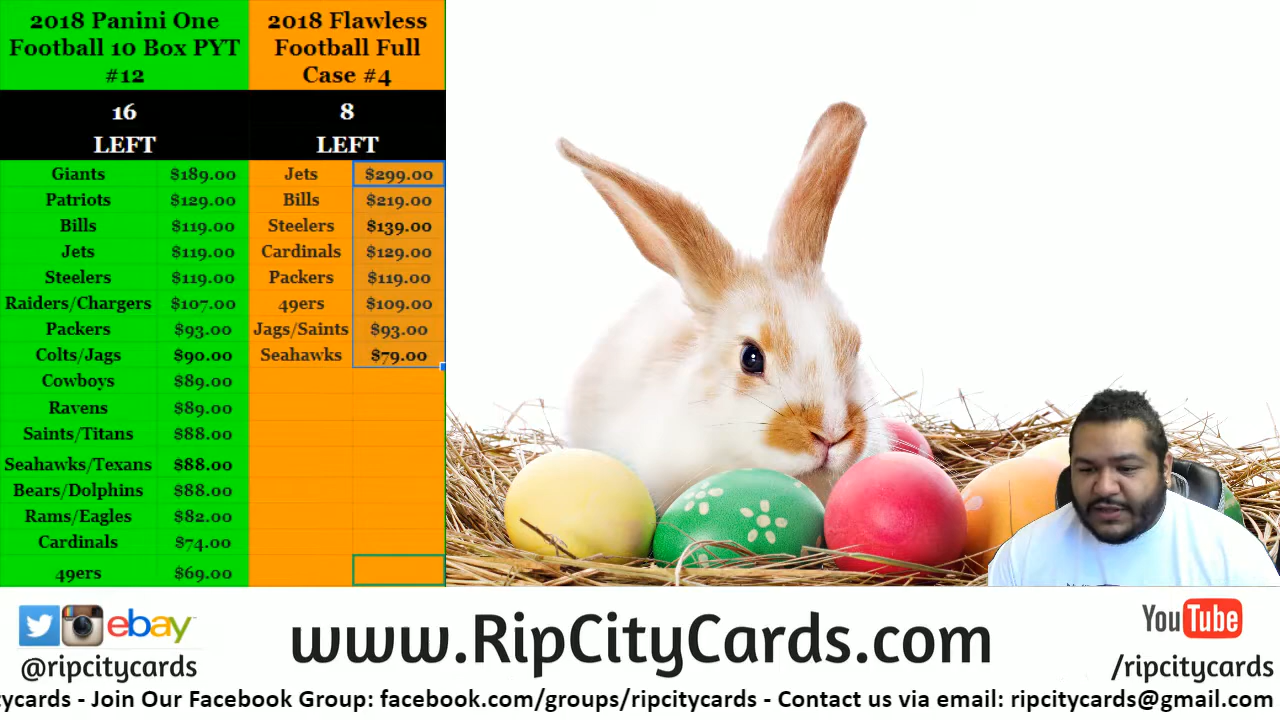 2018 Panini One
Football 10 Box PYT
#12
16
LEFT
Giants $189.00
Patriots $129.00
Bills $119.00
Jets $119.00
Steelers $119.00
Raiders/Chargers $107.00
Packers $93.00
Colts/Jags $90.00
Cowboys $89.00
Ravens $89.00
Saints/Titans $88.00
Seahawks/Texans $88.00
Bears/Dolphins $88.00
Rams/Eagles $82.00
Cardinals $74.00
49ers $69.00
2018 Flawless
Football Full
Case #4
8
LEFT
Jets $299.00
Bills $219.00
Steelers $139.00
Cardinals $129.00
Packers $119.00
49ers $109.00
Jags/Saints $93.00
Seahawks $79.00
ebay
@ripcitycards
www.RipCityCards.com
YouTube
/ripcitycards
tycards - Join Our Facebook Group: facebook.com/groups/ripcitycards - Contact us via email: ripcitycards@gmail.com